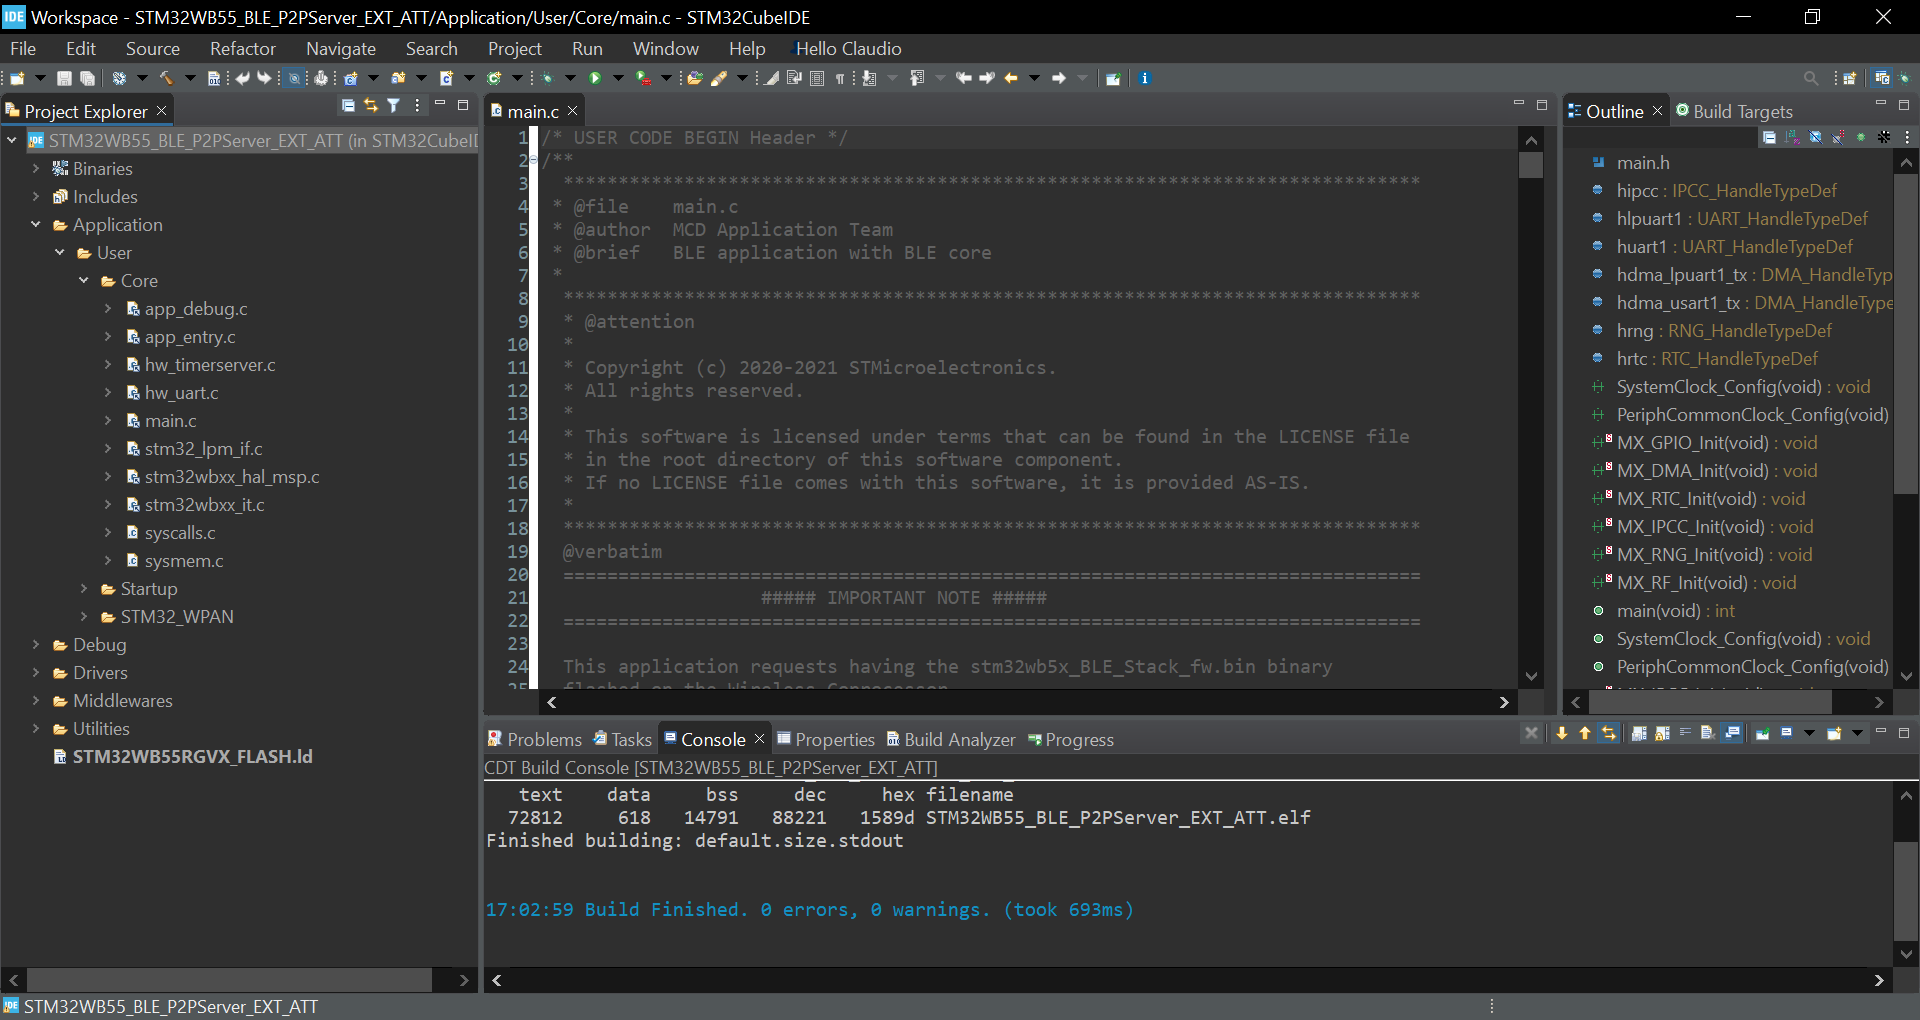 IDE Workspace - STM32WB55_BLE_P2PServer_EXT_ATT/Application/User/Core/main.c - STM32CubeIDE
File Edit Source Refactor Navigate Search Project Run Window Help Hello Claudio
Project Explorer
STM32WB55_BLE_P2PServer_EXT_ATT (in STM32CubeI
Binaries
Includes
Application
User
Core
app_debug.c
app_entry.c
hw_timerserver.c
hw_uart.c
main.c
stm32_lpm_if.c
stm32wbxx_hal_msp.c
stm32wbxx_it.c
syscalls.c
sysmem.c
Startup
STM32_WPAN
Debug
Drivers
Middlewares
Utilities
STM32WB55RGVX_FLASH.ld
main.c
1 /* USER CODE BEGIN Header */
2 /**
3 ******************************************************************************
4 * @file    main.c
5 * @author  MCD Application Team
6 * @brief   BLE application with BLE core
7 *
8 ******************************************************************************
9 * @attention
10 *
11 * Copyright (c) 2020-2021 STMicroelectronics.
12 * All rights reserved.
13 *
14 * This software is licensed under terms that can be found in the LICENSE file
15 * in the root directory of this software component.
16 * If no LICENSE file comes with this software, it is provided AS-IS.
17 *
18 ******************************************************************************
19 @verbatim
20 ==============================================================================
21 ##### IMPORTANT NOTE #####
22 ==============================================================================
23
24 This application requests having the stm32wb5x_BLE_Stack_fw.bin binary
25 flashed on the Wireless Coprocessor.
Outline Build Targets
main.h
hipcc : IPCC_HandleTypeDef
hlpuart1 : UART_HandleTypeDef
huart1 : UART_HandleTypeDef
hdma_lpuart1_tx : DMA_HandleTyp
hdma_usart1_tx : DMA_HandleType
hrng : RNG_HandleTypeDef
hrtc : RTC_HandleTypeDef
SystemClock_Config(void) : void
PeriphCommonClock_Config(void)
MX_GPIO_Init(void) : void
MX_DMA_Init(void) : void
MX_RTC_Init(void) : void
MX_IPCC_Init(void) : void
MX_RNG_Init(void) : void
MX_RF_Init(void) : void
main(void) : int
SystemClock_Config(void) : void
PeriphCommonClock_Config(void)
Problems Tasks Console Properties Build Analyzer Progress
CDT Build Console [STM32WB55_BLE_P2PServer_EXT_ATT]
text data bss dec hex filename
72812 618 14791 88221 1589d STM32WB55_BLE_P2PServer_EXT_ATT.elf
Finished building: default.size.stdout
17:02:59 Build Finished. 0 errors, 0 warnings. (took 693ms)
IDE STM32WB55_BLE_P2PServer_EXT_ATT